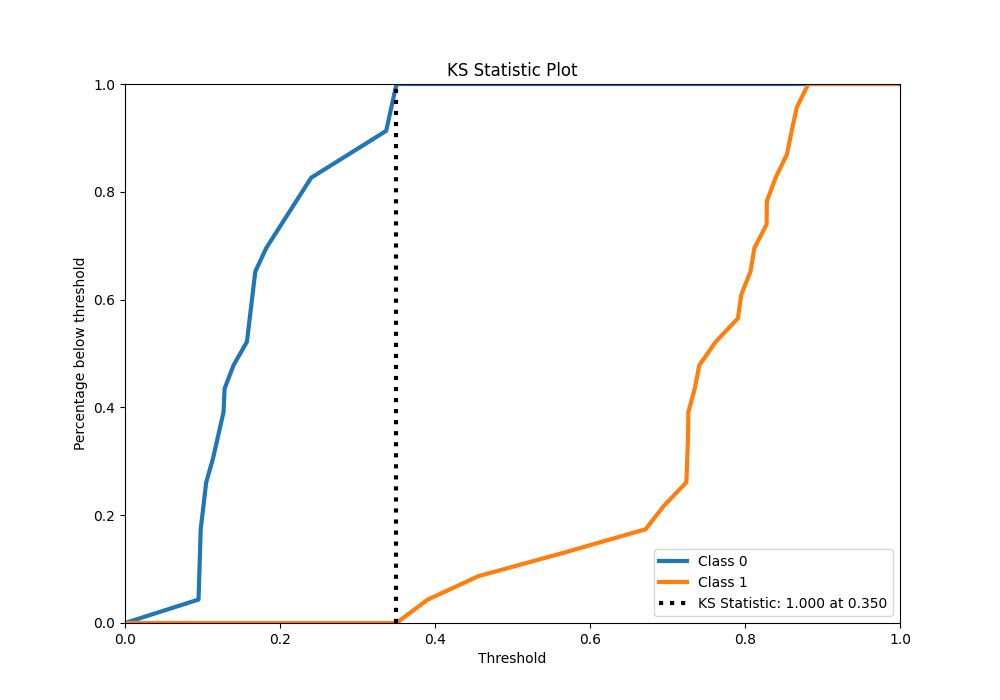 KS Statistic Plot
1.0
0.8
0.6
0.4
0.2
0.0
Percentage below threshold
0.0 0.2 0.4 0.6 0.8 1.0
Threshold
Class 0
Class 1
KS Statistic: 1.000 at 0.350